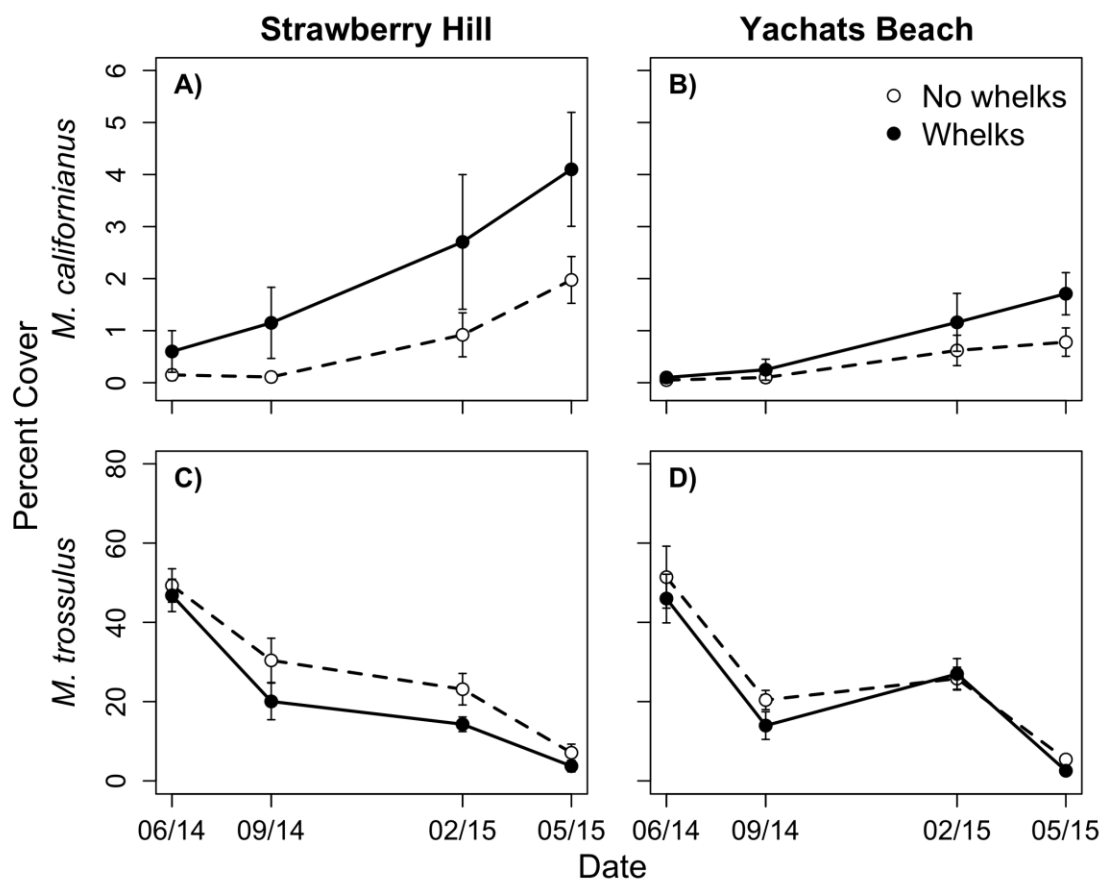 Strawberry Hill
Yachats Beach
Percent Cover
M. californianus
6
5
4
3
2
1
0
A)
B)
No whelks
Whelks
M. trossulus
80
60
40
20
0
C)
D)
06/14 09/14 02/15 05/15
06/14 09/14 02/15 05/15
Date